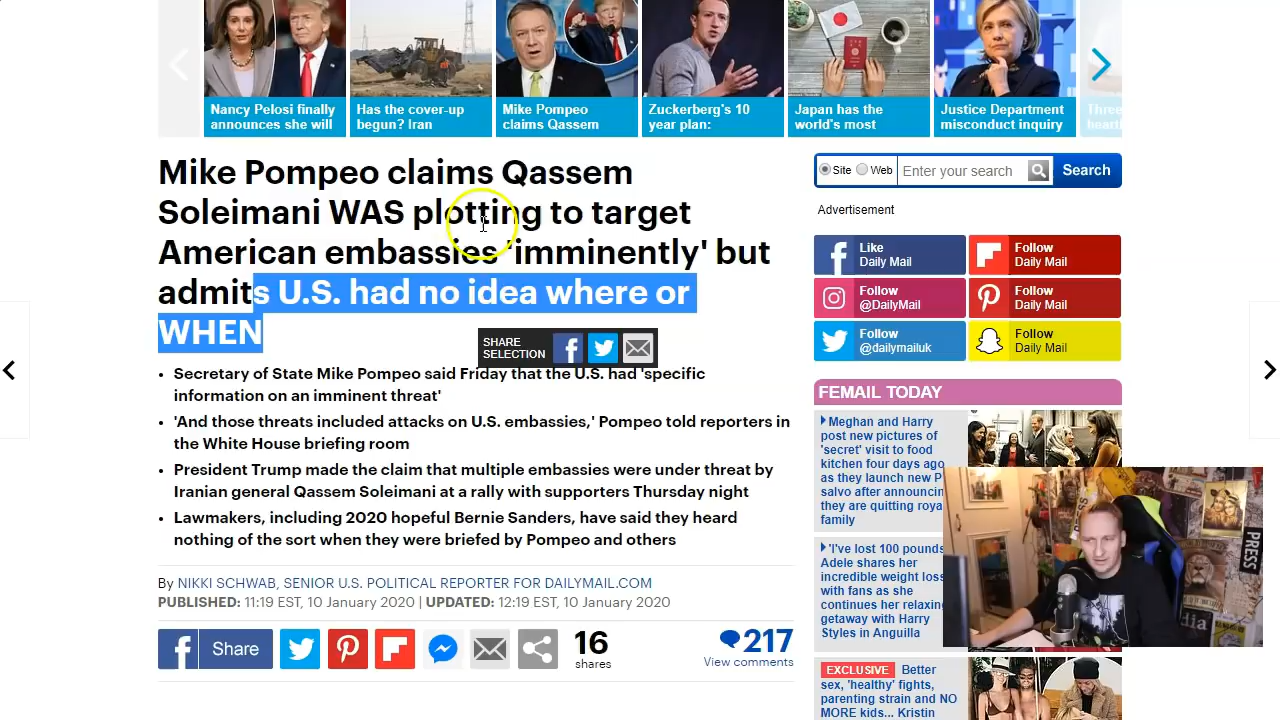 Nancy Pelosi finally
announces she will
Has the cover-up
begun? Iran
Mike Pompeo
claims Qassem
Zuckerberg's 10
year plan:
Japan has the
world's most
Justice Department
misconduct inquiry
Mike Pompeo claims Qassem
Soleimani WAS plotting to target
American embassies 'imminently' but
admits U.S. had no idea where or
WHEN
SHARE
SELECTION
Secretary of State Mike Pompeo said Friday that the U.S. had 'specific
information on an imminent threat'
'And those threats included attacks on U.S. embassies,' Pompeo told reporters in
the White House briefing room
President Trump made the claim that multiple embassies were under threat by
Iranian general Qassem Soleimani at a rally with supporters Thursday night
Lawmakers, including 2020 hopeful Bernie Sanders, have said they heard
nothing of the sort when they were briefed by Pompeo and others
By NIKKI SCHWAB, SENIOR U.S. POLITICAL REPORTER FOR DAILYMAIL.COM
PUBLISHED: 11:19 EST, 10 January 2020 | UPDATED: 12:19 EST, 10 January 2020
Share
16
shares
217
View comments
Site Web Enter your search Search
Advertisement
Like
Daily Mail
Follow
Daily Mail
Follow
@DailyMail
Follow
Daily Mail
Follow
@dailymailuk
Follow
Daily Mail
FEMAIL TODAY
Meghan and Harry
post new pictures of
'secret' visit to food
kitchen four days ago
as they launch new P
salvo after announcin
they are quitting roya
family
'I've lost 100 pounds
Adele shares her
incredible weight loss
with fans as she
continues her relaxing
getaway with Harry
Styles in Anguilla
EXCLUSIVE Better
sex, 'healthy' fights,
parenting strain and NO
MORE kids... Kristin
PRESS